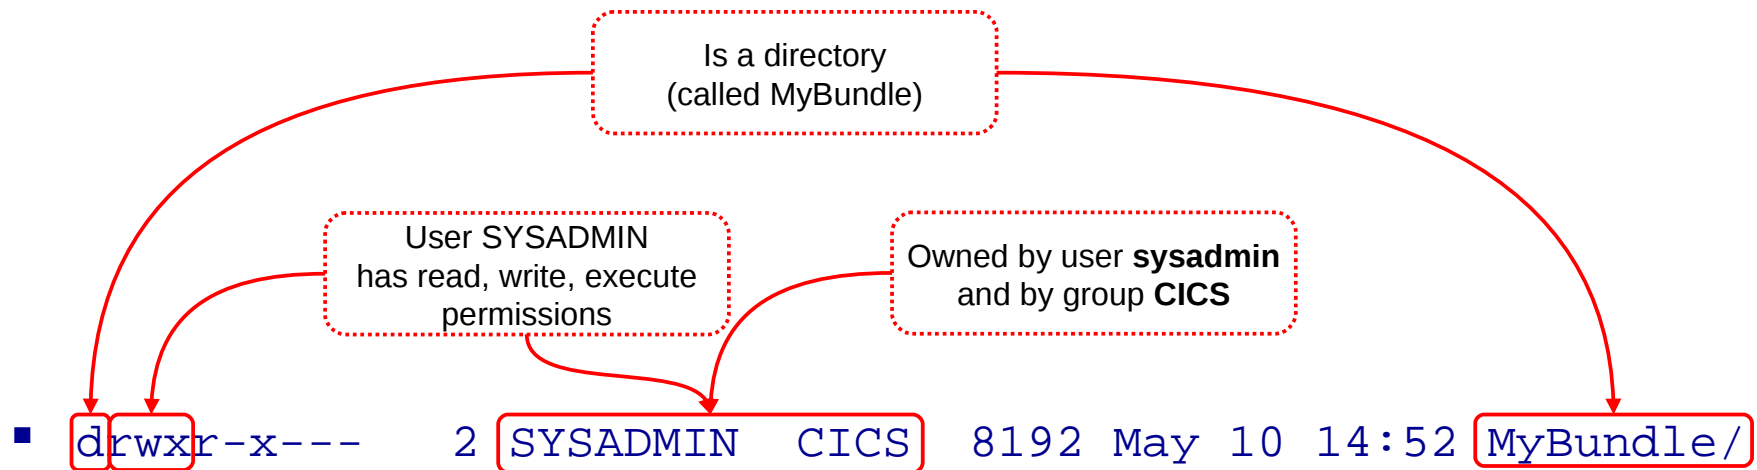 Is a directory
(called MyBundle)
User SYSADMIN
has read, write, execute
permissions
Owned by user sysadmin
and by group CICS
drwxr-x--- 2 SYSADMIN CICS 8192 May 10 14:52 MyBundle/